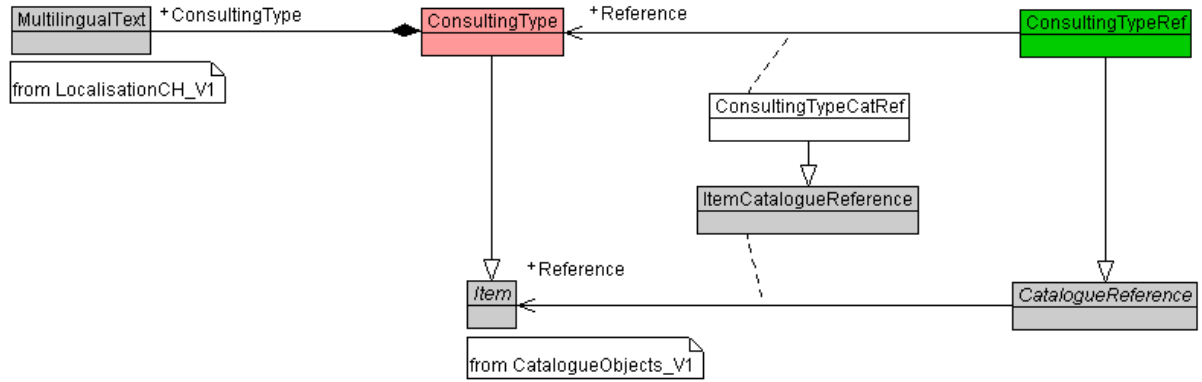 MultilingualText
+ConsultingType
ConsultingType
+Reference
ConsultingTypeRef
from LocalisationCH_V1
ConsultingTypeCatRef
ItemCatalogueReference
+Reference
Item
CatalogueReference
from CatalogueObjects_V1